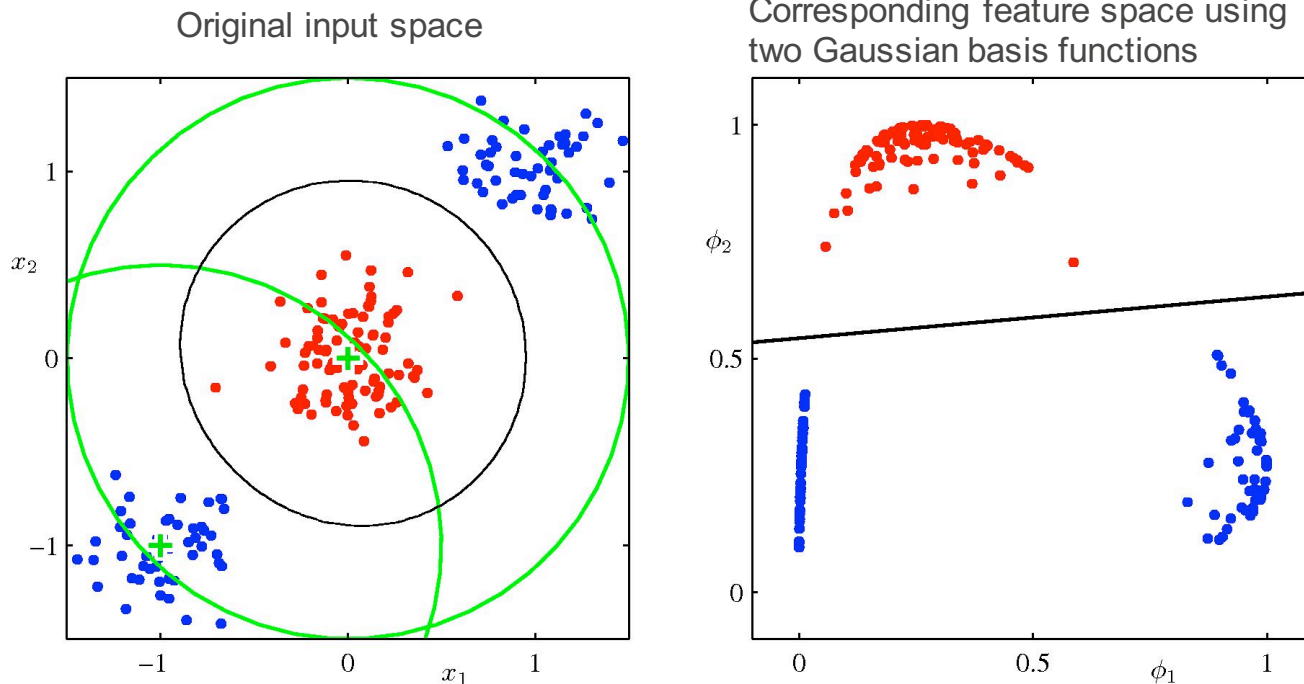 Original input space
1
0
−1
x₂
−1
0
1
x₁
Corresponding feature space using
two Gaussian basis functions
1
ϕ₂
0.5
0
0
0.5
ϕ₁
1